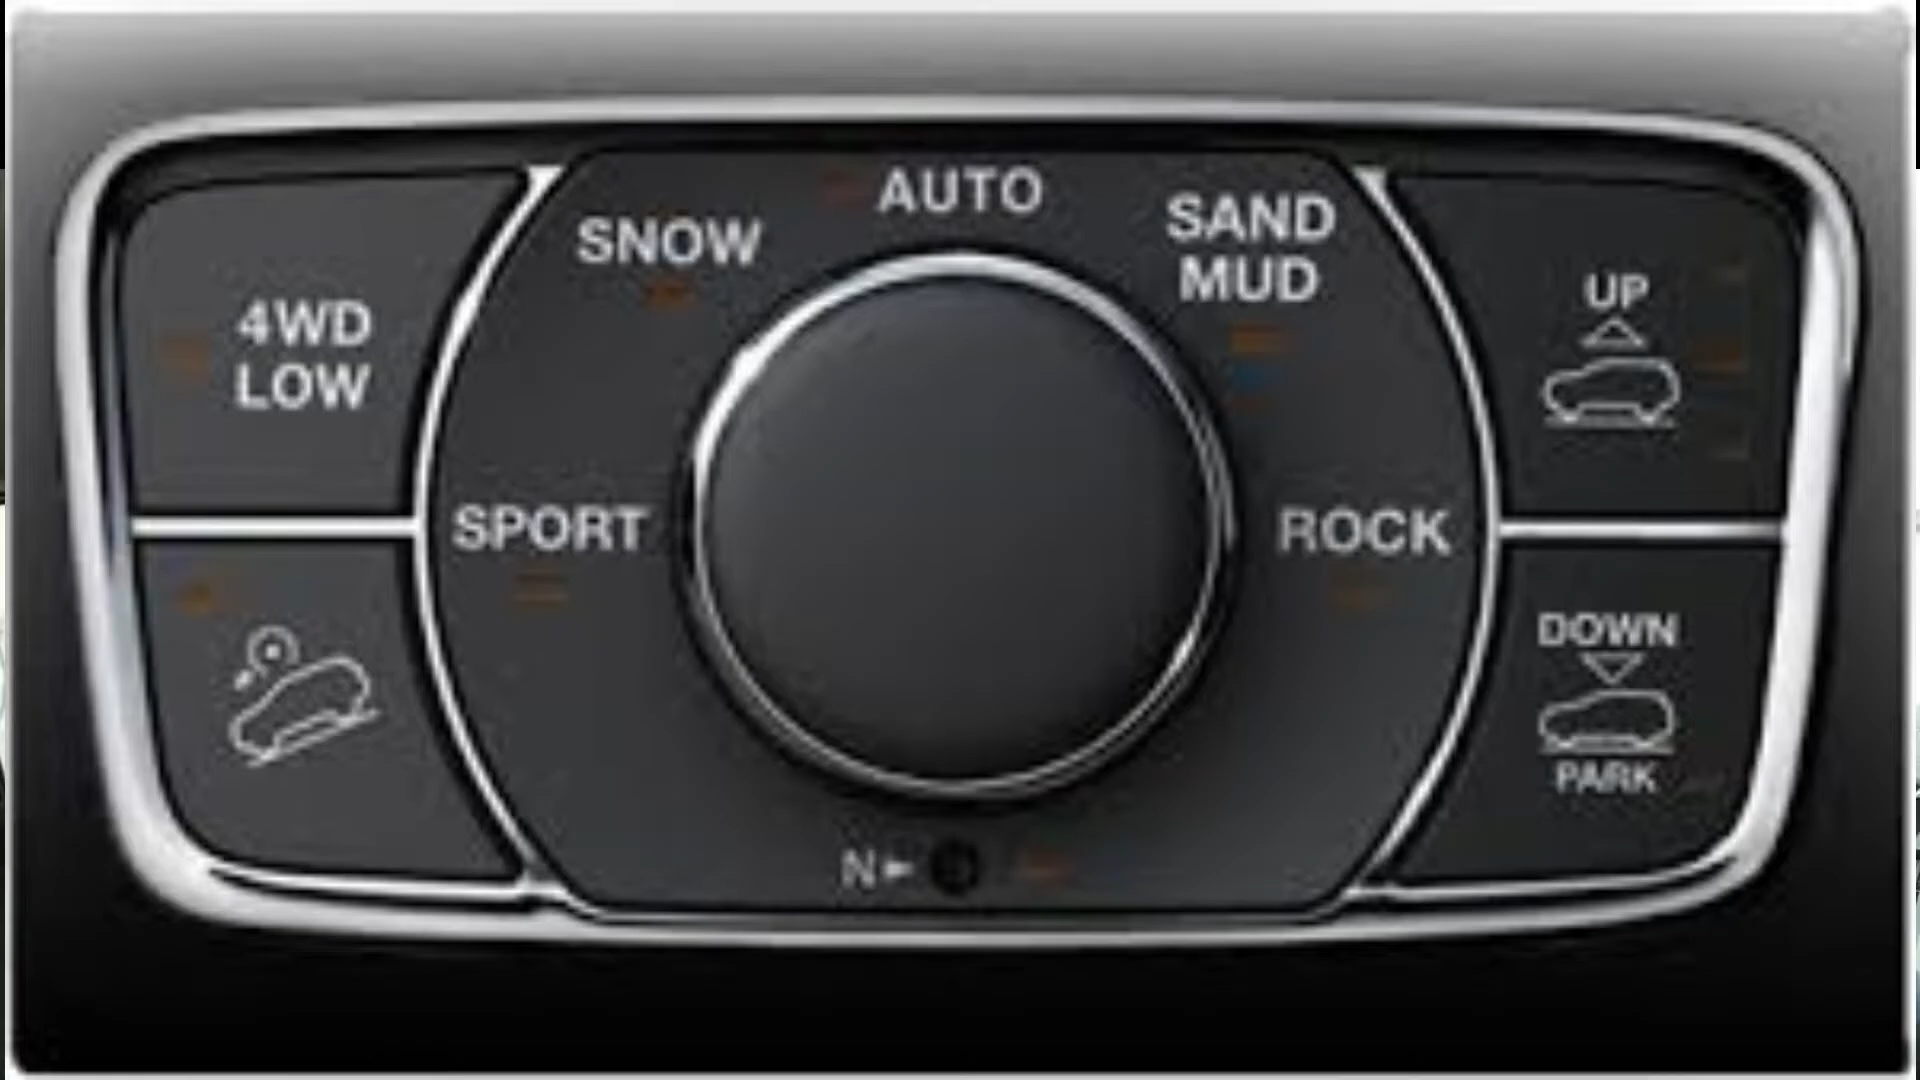 AUTO
SNOW
SAND
MUD
4WD
LOW
UP
SPORT
ROCK
DOWN
PARK
N